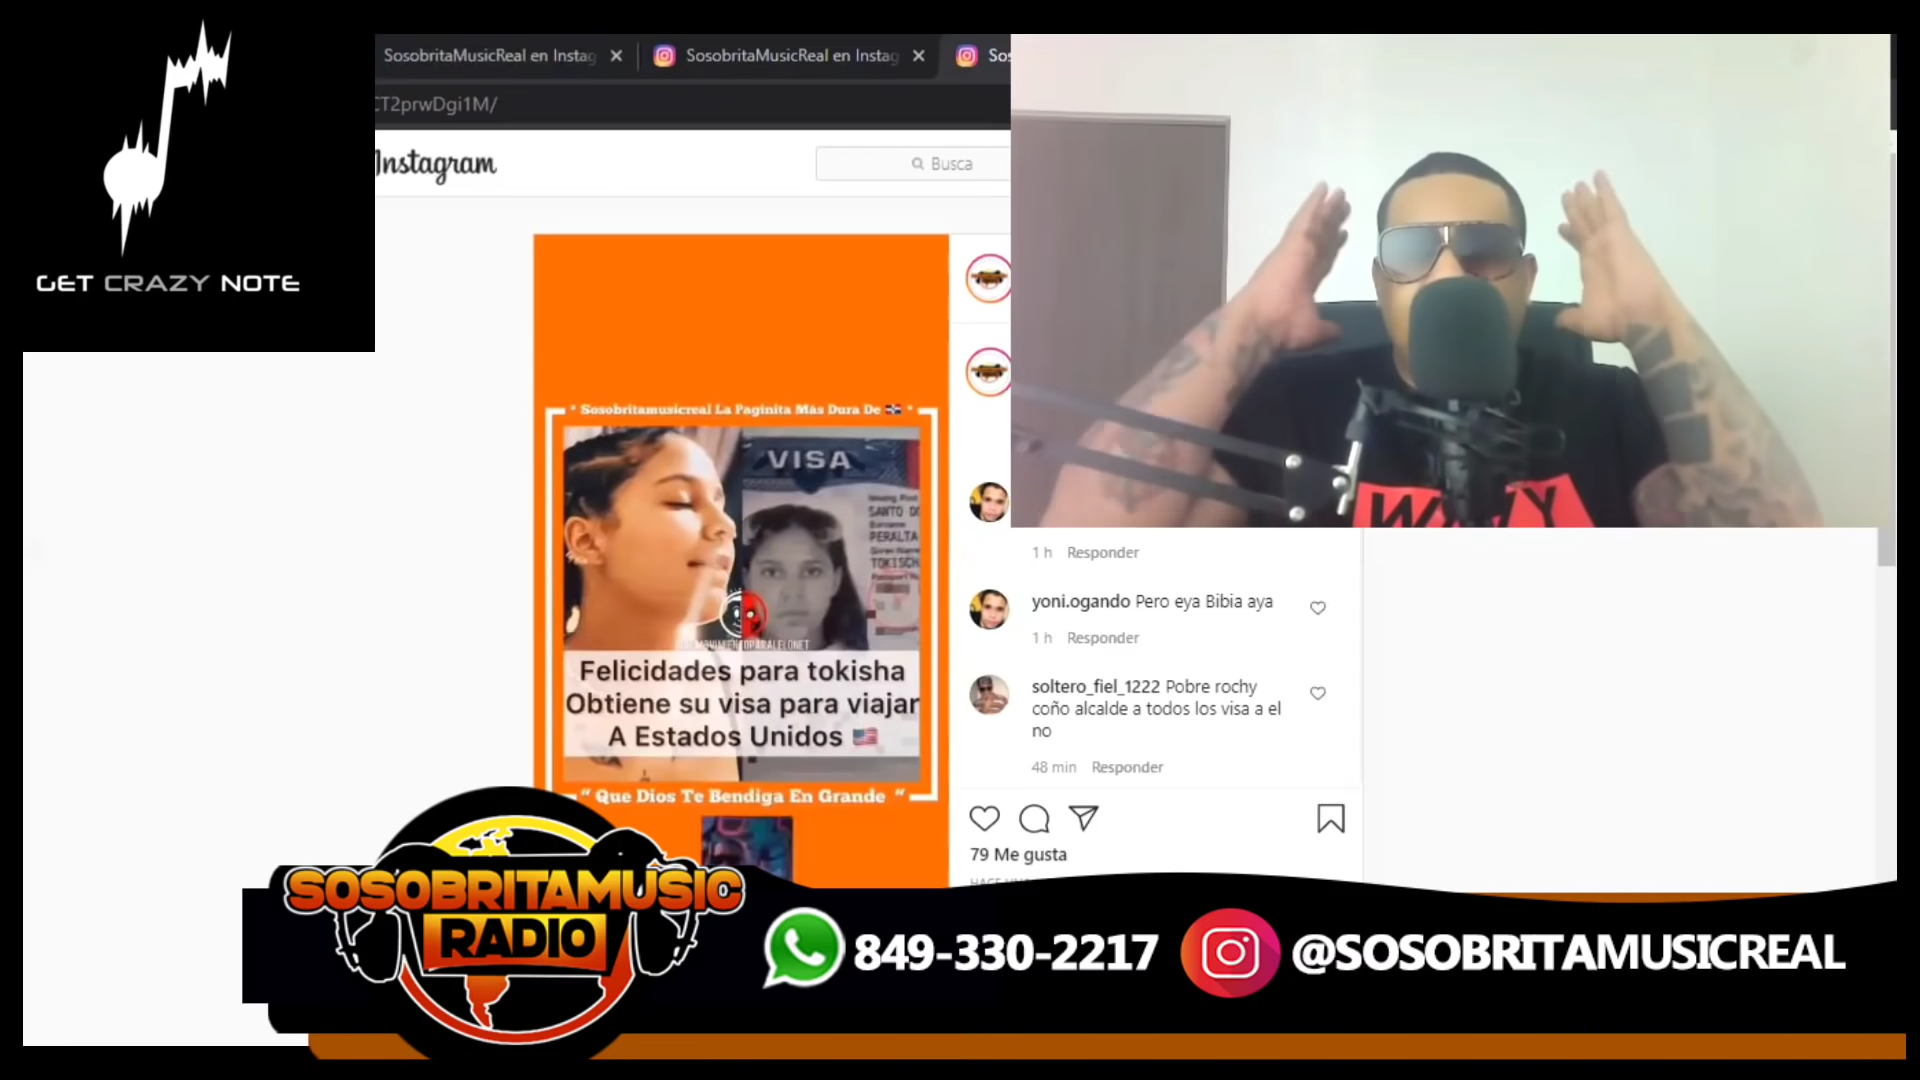 GET CRAZY NOTE
SosobritaMusicReal en Instag
SosobritaMusicReal en Instag
CT2prwDgi1M/
Instagram
Busca
* Sosobritamusicreal La Paginita Más Dura De *
VISA
SANTO DO
PERALTA
TOKISCH
Felicidades para tokisha
Obtiene su visa para viajar
A Estados Unidos
“ Que Dios Te Bendiga En Grande “
1 h Responder
yoni.ogando Pero eya Bibia aya
1 h Responder
soltero_fiel_1222 Pobre rochy
coño alcalde a todos los visa a el
no
48 min Responder
79 Me gusta
SOSOBRITAMUSIC
RADIO
849-330-2217
@SOSOBRITAMUSICREAL